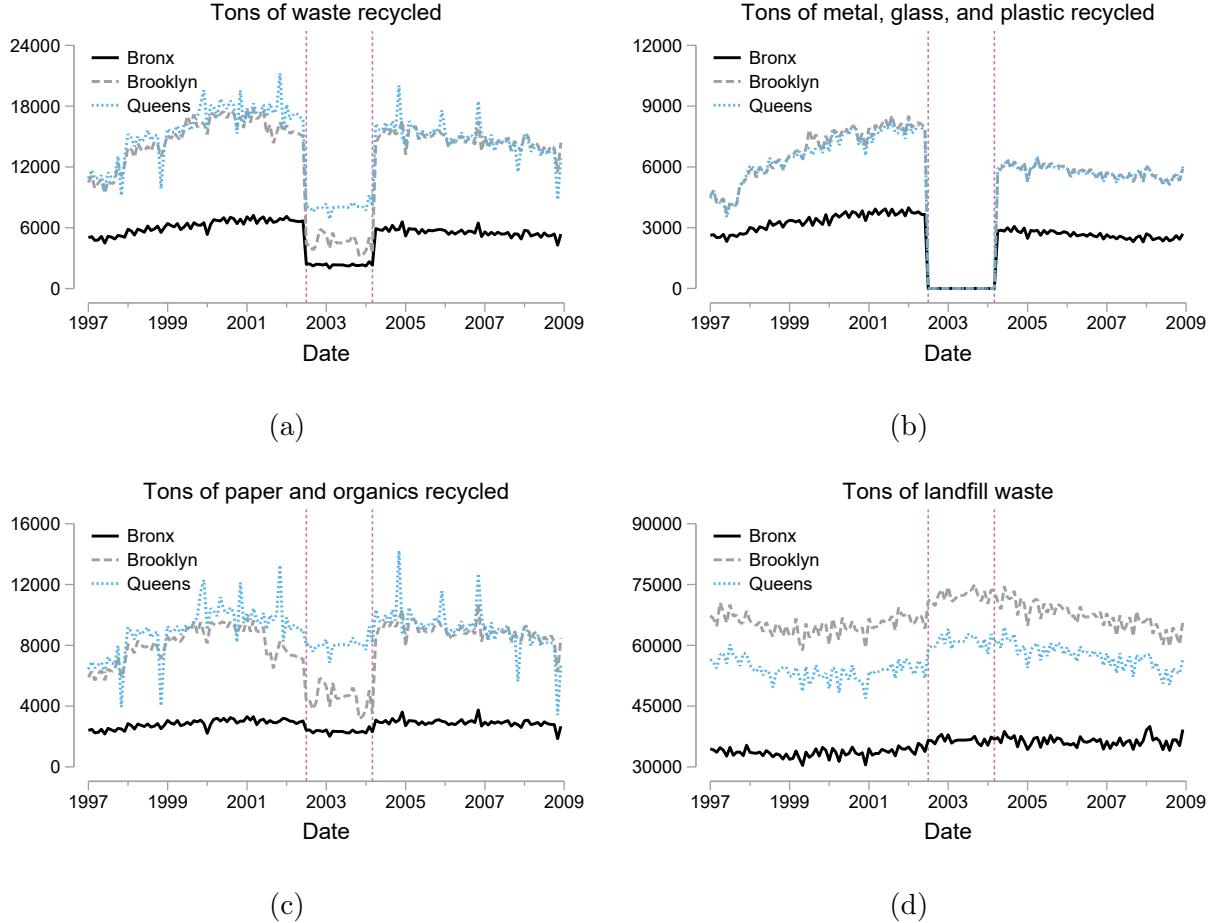 Tons of waste recycled
24000
18000
12000
6000
0
Bronx
Brooklyn
Queens
1997 1999 2001 2003 2005 2007 2009
Date
(a)
Tons of metal, glass, and plastic recycled
12000
9000
6000
3000
0
Bronx
Brooklyn
Queens
1997 1999 2001 2003 2005 2007 2009
Date
(b)
Tons of paper and organics recycled
16000
12000
8000
4000
0
Bronx
Brooklyn
Queens
1997 1999 2001 2003 2005 2007 2009
Date
(c)
Tons of landfill waste
90000
75000
60000
45000
30000
Bronx
Brooklyn
Queens
1997 1999 2001 2003 2005 2007 2009
Date
(d)